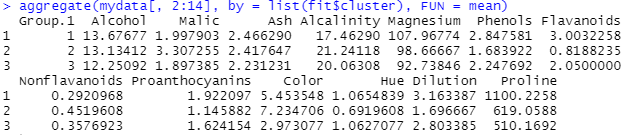 > aggregate(mydata[, 2:14], by = list(fit$cluster), FUN = mean)
Group.1 Alcohol Malic Ash Alcalinity Magnesium Phenols Flavanoids
1 1 13.67677 1.997903 2.466290 17.46290 107.96774 2.847581 3.0032258
2 2 13.13412 3.307255 2.417647 21.24118 98.66667 1.683922 0.8188235
3 3 12.25092 1.897385 2.231231 20.06308 92.73846 2.247692 2.0500000
Nonflavanoids Proanthocyanins Color Hue Dilution Proline
1 0.2920968 1.922097 5.453548 1.0654839 3.163387 1100.2258
2 0.4519608 1.145882 7.234706 0.6919608 1.696667 619.0588
3 0.3576923 1.624154 2.973077 1.0627077 2.803385 510.1692